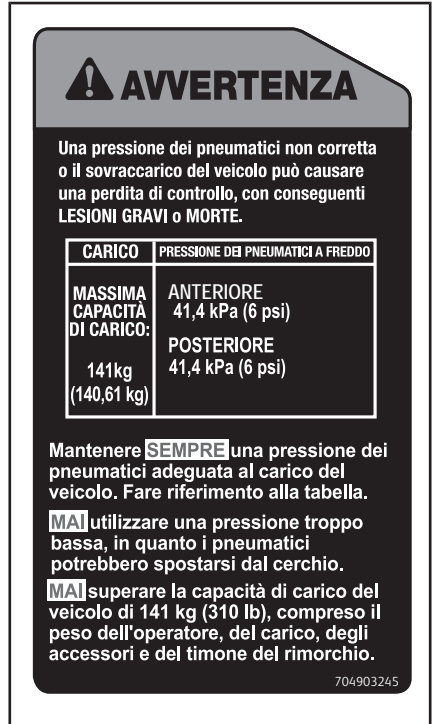 AVVERTENZA
Una pressione dei pneumatici non corretta
o il sovraccarico del veicolo può causare
una perdita di controllo, con conseguenti
LESIONI GRAVI o MORTE.
CARICO PRESSIONE DEI PNEUMATICI A FREDDO
MASSIMA
CAPACITÀ
DI CARICO:
141kg
(140,61 kg)
ANTERIORE
41,4 kPa (6 psi)
POSTERIORE
41,4 kPa (6 psi)
Mantenere SEMPRE una pressione dei
pneumatici adeguata al carico del
veicolo. Fare riferimento alla tabella.
MAI utilizzare una pressione troppo
bassa, in quanto i pneumatici
potrebbero spostarsi dal cerchio.
MAI superare la capacità di carico del
veicolo di 141 kg (310 lb), compreso il
peso dell'operatore, del carico, degli
accessori e del timone del rimorchio.
704903245